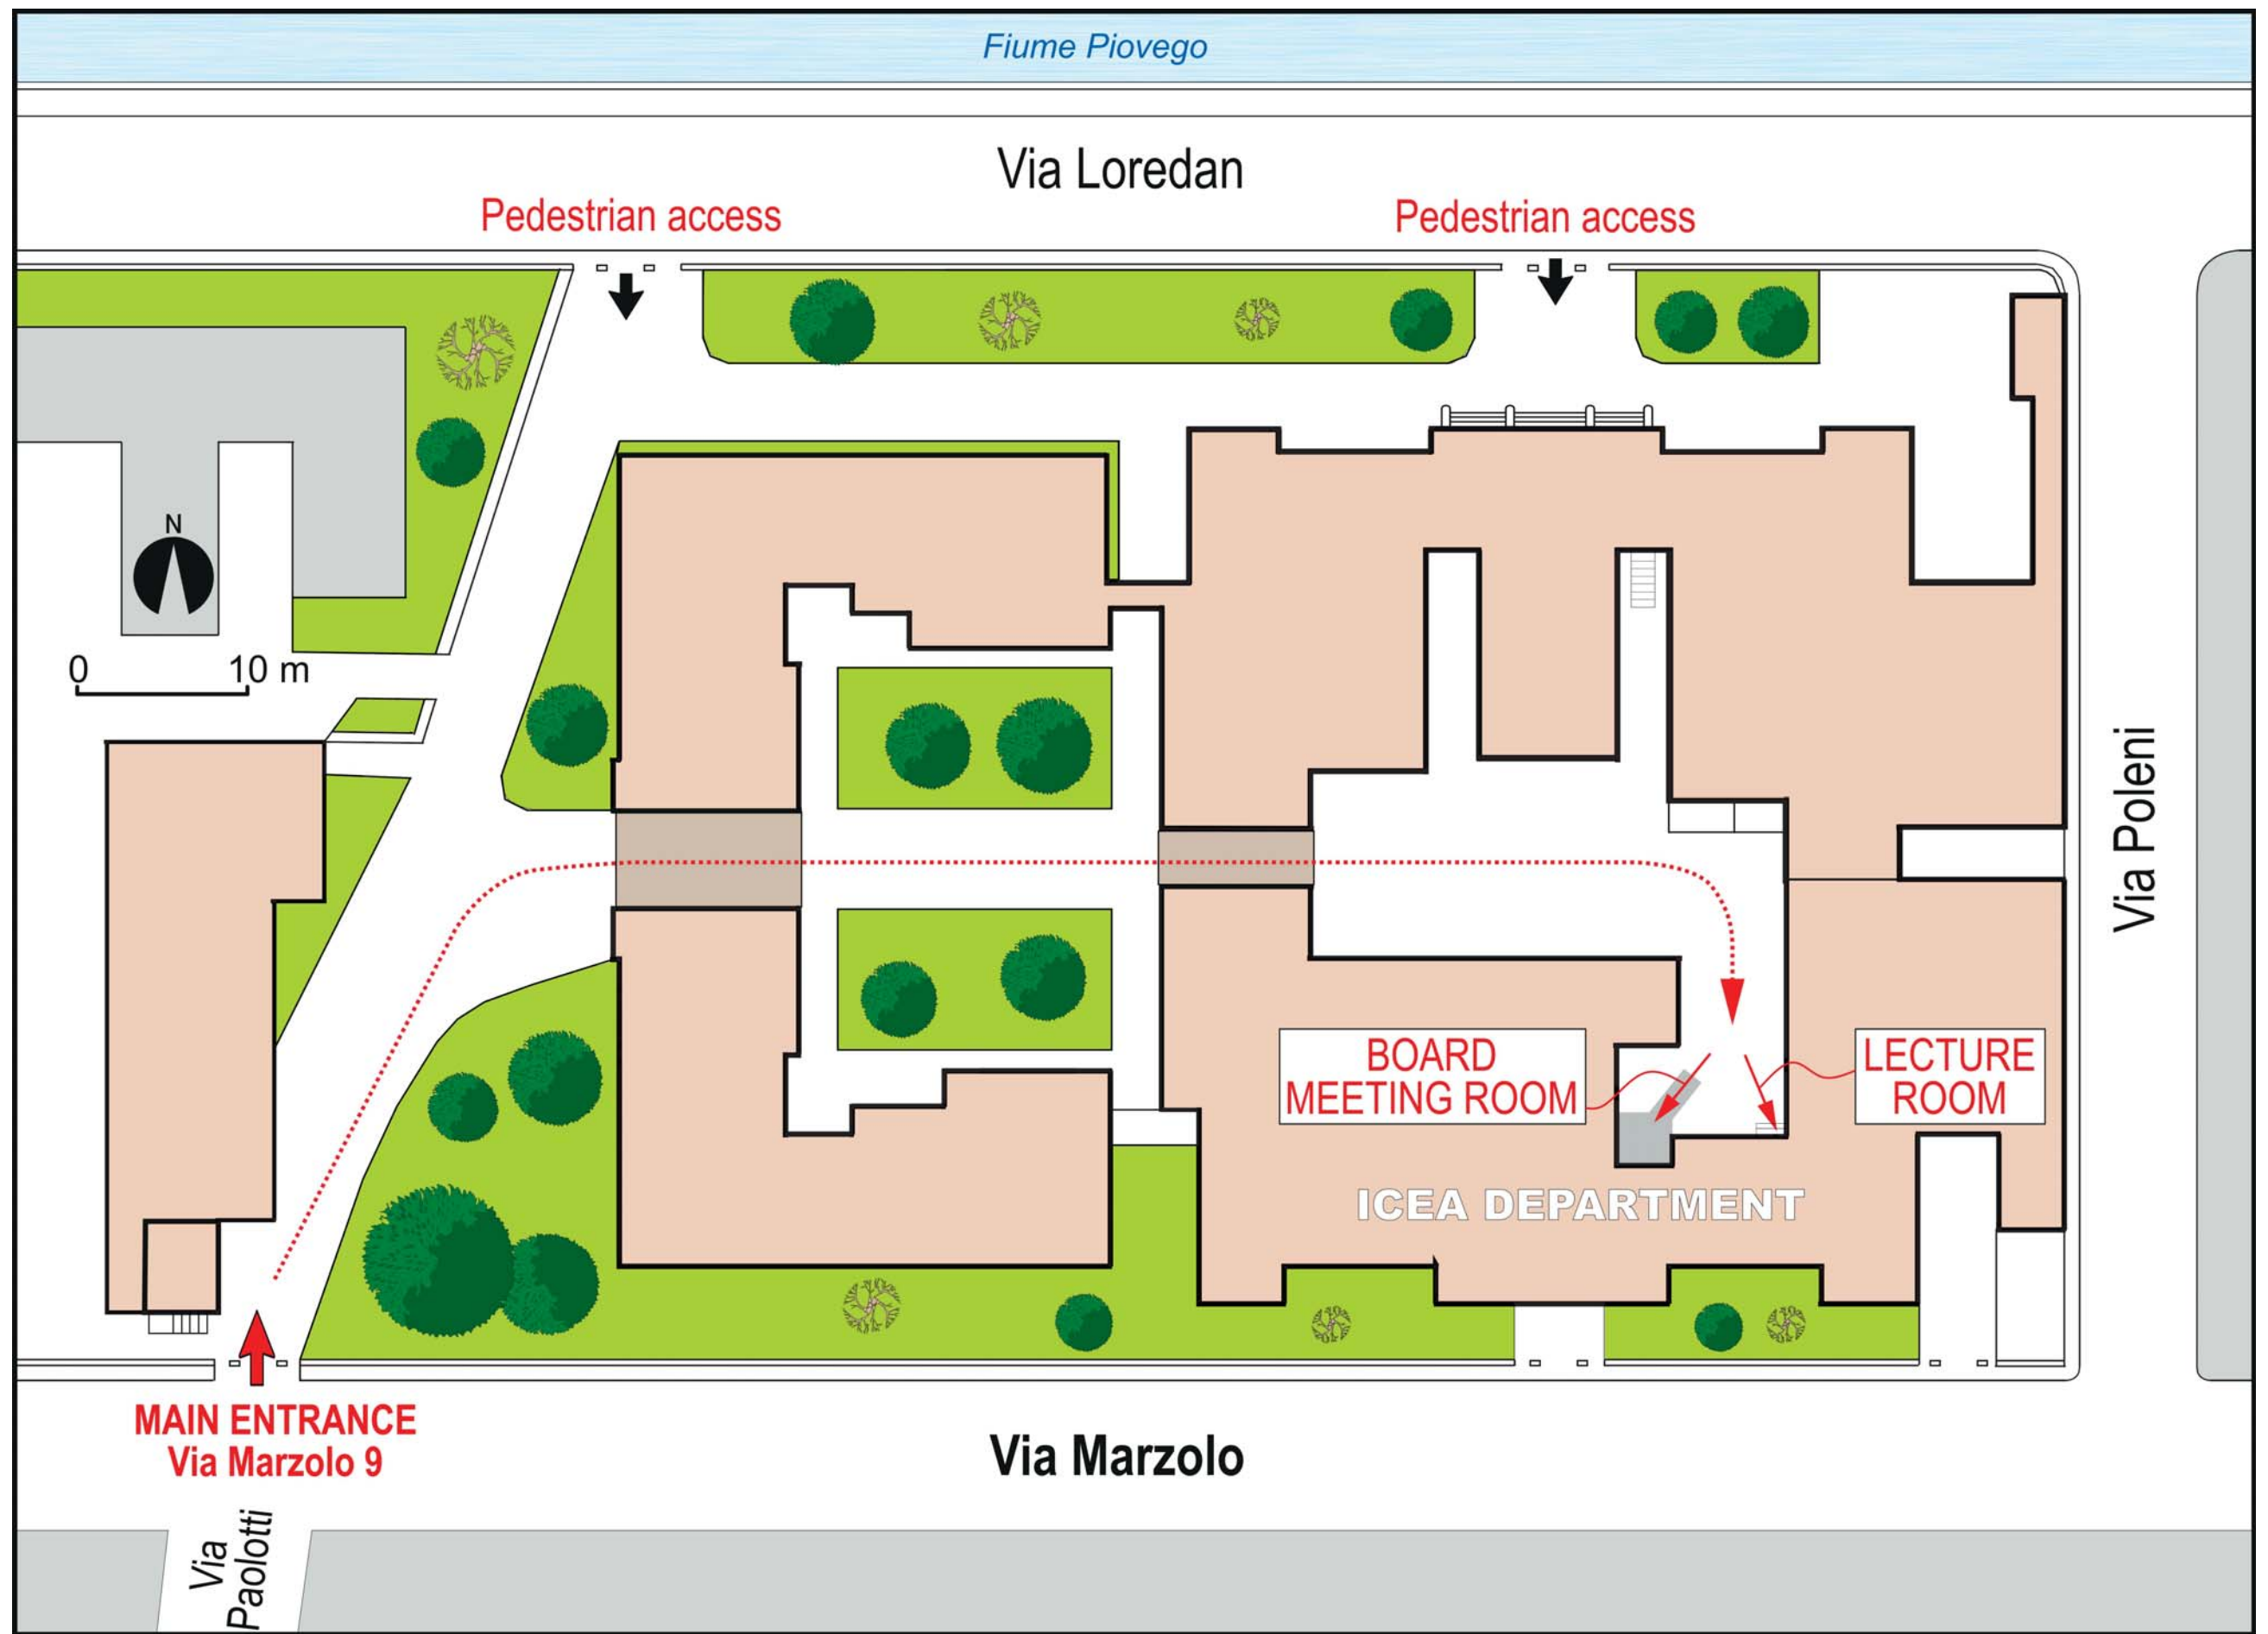 Fiume Piovego
Via Loredan
Pedestrian access
Pedestrian access
N
0 10 m
Via Poleni
BOARD
MEETING ROOM
LECTURE
ROOM
ICEA DEPARTMENT
MAIN ENTRANCE
Via Marzolo 9
Via Marzolo
Via
Paolotti